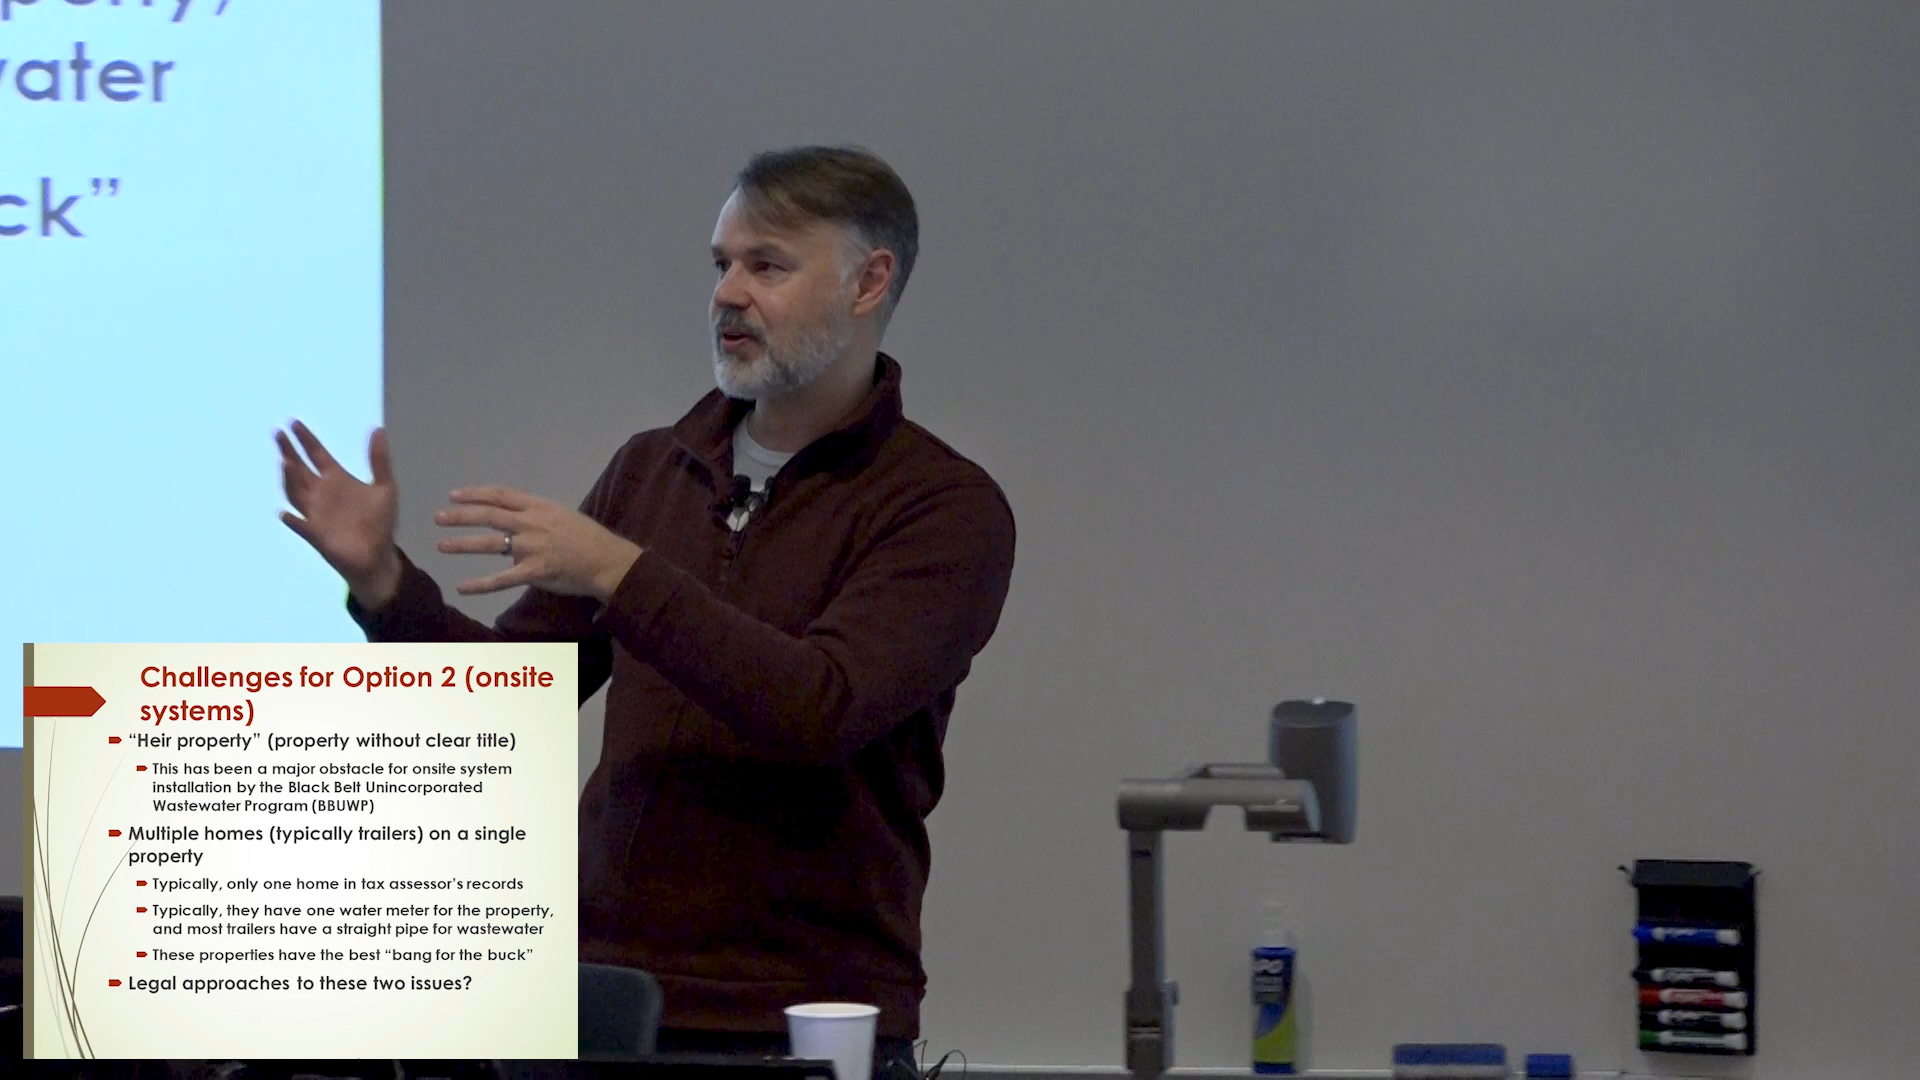 water
ck”
Challenges for Option 2 (onsite
systems)
“Heir property” (property without clear title)
This has been a major obstacle for onsite system
installation by the Black Belt Unincorporated
Wastewater Program (BBUWP)
Multiple homes (typically trailers) on a single
property
Typically, only one home in tax assessor’s records
Typically, they have one water meter for the property,
and most trailers have a straight pipe for wastewater
These properties have the best “bang for the buck”
Legal approaches to these two issues?